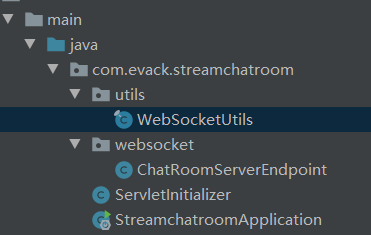 main
java
com.evack.streamchatroom
utils
WebSocketUtils
websocket
ChatRoomServerEndpoint
ServletInitializer
StreamchatroomApplication